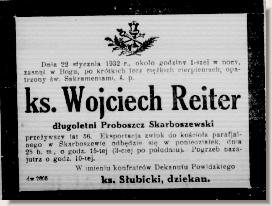 Dnia 22 stycznia 1932 r., około godziny 1-szej w nocy,
zasnął w Bogu, po krótkich lecz ciężkich cierpieniach, opa-
trzony św. Sakramentami, ś. p.
ks. Wojciech Reiter
długoletni Proboszcz Skarboszewski
przeżywszy lat 56. Eksportacja zwłok do kościoła parafjal-
nego w Skarboszewie odbędzie się w poniedziałek, dnia
25 b. m., o godz. 15-tej (3-ciej po południu). Pogrzeb naza-
jutrz o godz. 10-tej.
W imieniu konfratrów Dekanatu Powidzkiego
ks. Słubicki, dziekan.